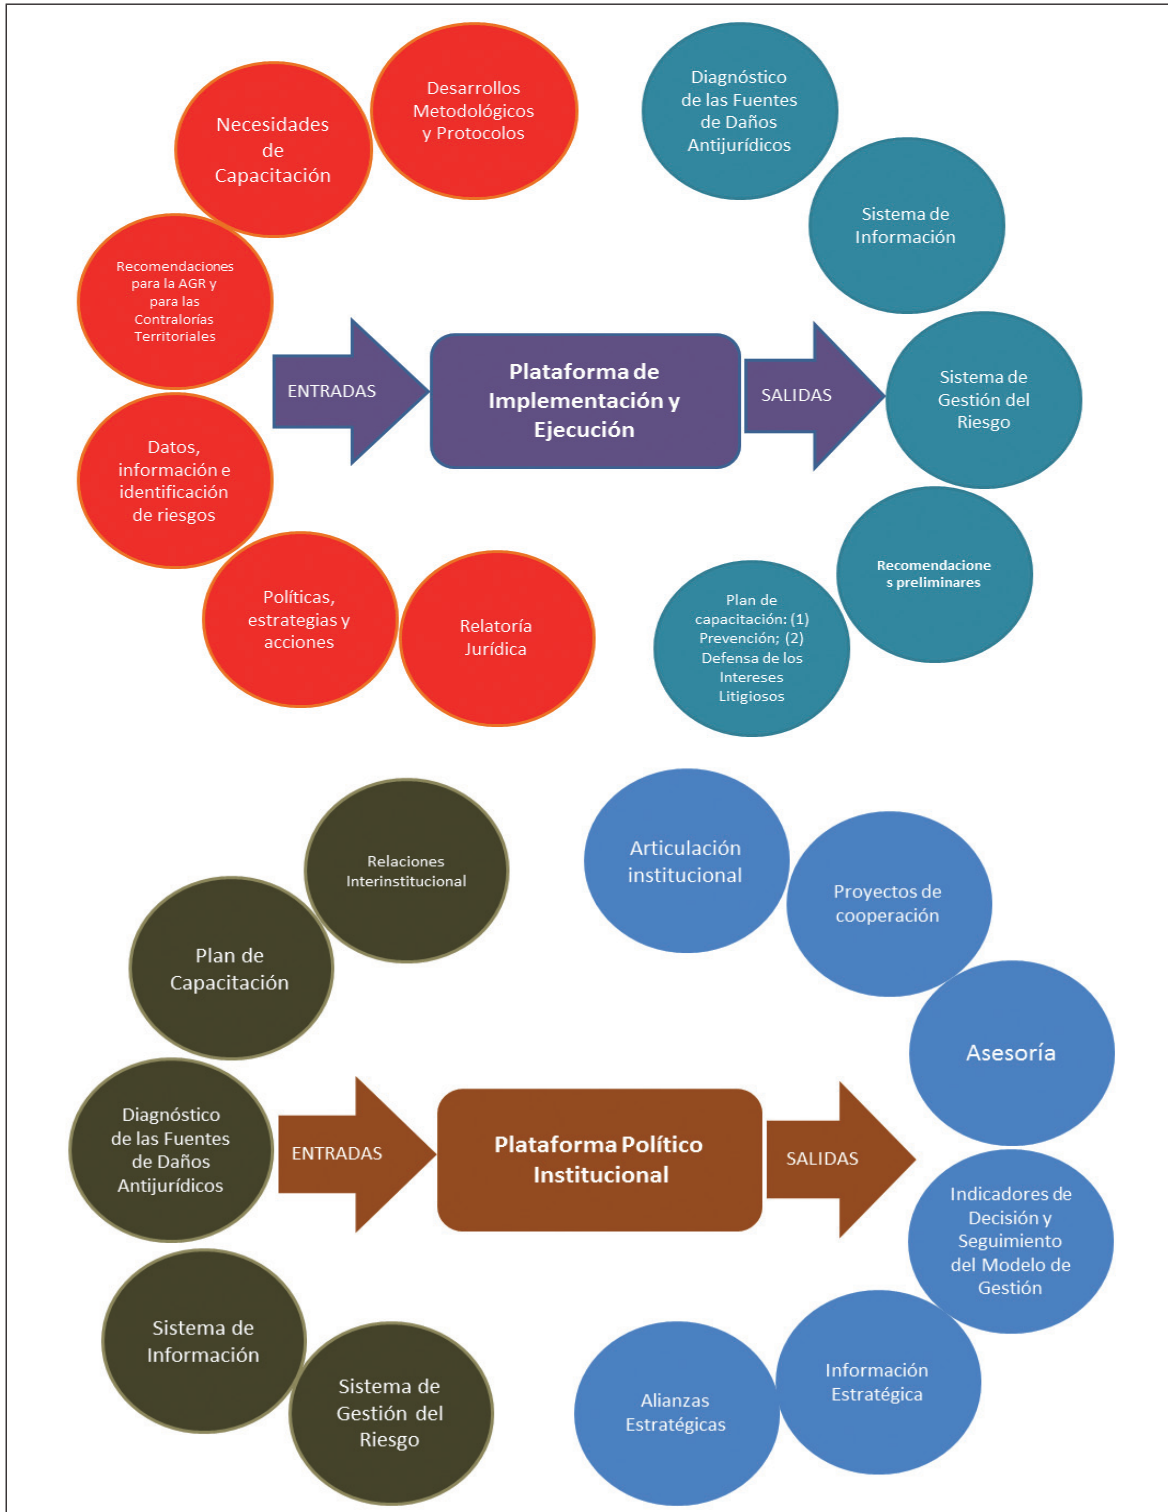 Desarrollos
Metodológicos
y Protocolos
Necesidades
de
Capacitación
Recomendaciones
para la AGR y
para las
Contralorías
Territoriales
Datos,
información e
identificación
de riesgos
Políticas,
estrategias y
acciones
Relatoría
Jurídica
ENTRADAS
Plataforma de
Implementación y
Ejecución
SALIDAS
Diagnóstico
de las Fuentes
de Daños
Antijurídicos
Sistema de
Información
Sistema de
Gestión del
Riesgo
Recomendacione
s preliminares
Plan de
capacitación: (1)
Prevención; (2)
Defensa de los
Intereses
Litigiosos
Relaciones
Interinstitucional
Plan de
Capacitación
Diagnóstico
de las Fuentes
de Daños
Antijurídicos
Sistema de
Información
Sistema de
Gestión del
Riesgo
ENTRADAS
Plataforma Político
Institucional
SALIDAS
Articulación
institucional
Proyectos de
cooperación
Asesoría
Indicadores de
Decisión y
Seguimiento
del Modelo de
Gestión
Información
Estratégica
Alianzas
Estratégicas